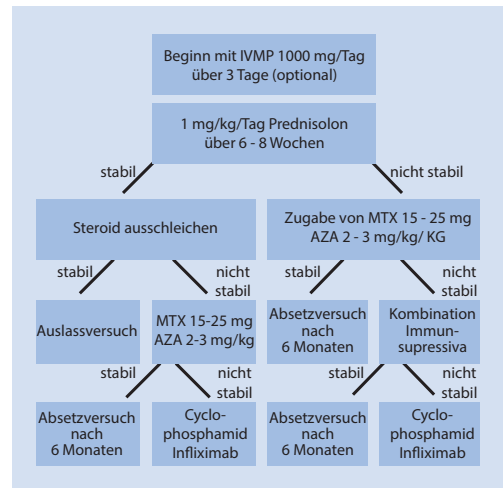 Beginn mit IVMP 1000 mg/Tag
über 3 Tage (optional)
1 mg/kg/Tag Prednisolon
über 6 - 8 Wochen
stabil
nicht stabil
Steroid ausschleichen
Zugabe von MTX 15 - 25 mg
AZA 2 - 3 mg/kg/ KG
stabil
nicht
stabil
stabil
nicht
stabil
Auslassversuch
MTX 15-25 mg
AZA 2-3 mg/kg
Absetzversuch
nach
6 Monaten
Kombination
Immun-
supressiva
stabil
nicht
stabil
stabil
nicht
stabil
Absetzversuch
nach
6 Monaten
Cyclo-
phosphamid
Infliximab
Absetzversuch
nach
6 Monaten
Cyclo-
phosphamid
Infliximab